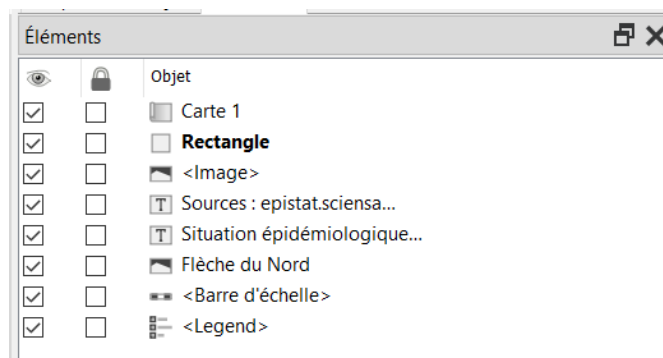 Éléments
Objet
Carte 1
Rectangle
<Image>
T Sources : epistat.sciensa...
T Situation épidémiologique...
Flèche du Nord
<Barre d'échelle>
<Legend>